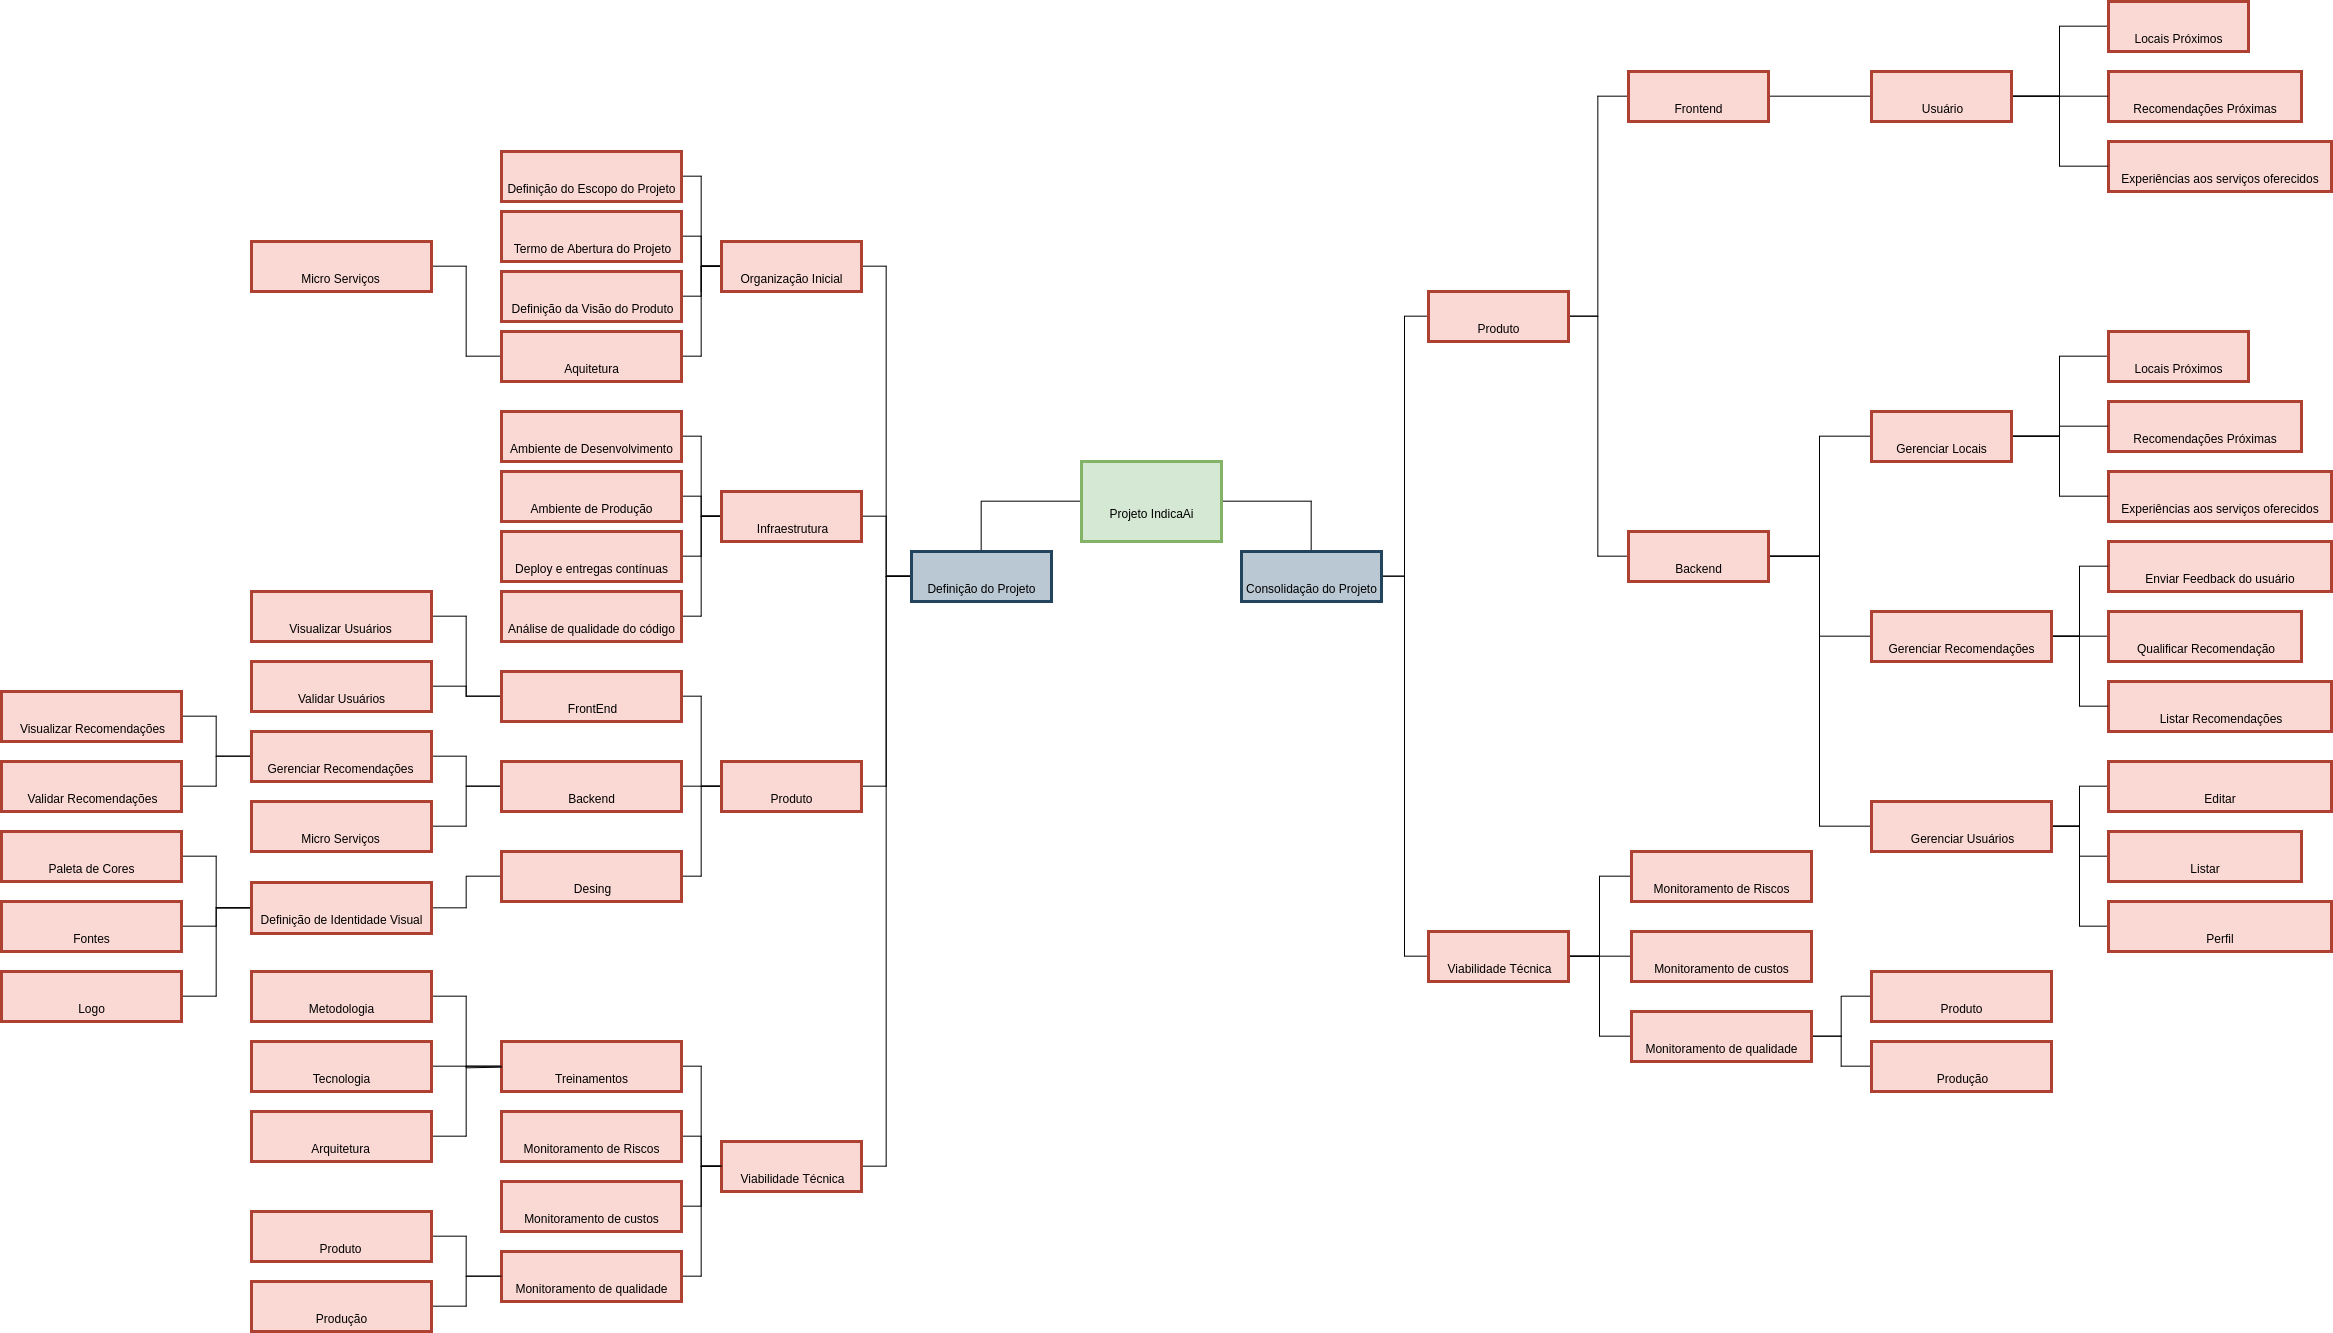 Projeto IndicaAi
Definição do Projeto
Organização Inicial
Definição do Escopo do Projeto
Termo de Abertura do Projeto
Definição da Visão do Produto
Aquitetura
Micro Serviços
Infraestrutura
Ambiente de Desenvolvimento
Ambiente de Produção
Deploy e entregas contínuas
Análise de qualidade do código
Produto
FrontEnd
Visualizar Usuários
Validar Usuários
Backend
Gerenciar Recomendações
Visualizar Recomendações
Validar Recomendações
Micro Serviços
Desing
Definição de Identidade Visual
Paleta de Cores
Fontes
Logo
Viabilidade Técnica
Treinamentos
Metodologia
Tecnologia
Arquitetura
Monitoramento de Riscos
Monitoramento de custos
Monitoramento de qualidade
Produto
Produção
Consolidação do Projeto
Produto
Frontend
Usuário
Locais Próximos
Recomendações Próximas
Experiências aos serviços oferecidos
Backend
Gerenciar Locais
Locais Próximos
Recomendações Próximas
Experiências aos serviços oferecidos
Gerenciar Recomendações
Enviar Feedback do usuário
Qualificar Recomendação
Listar Recomendações
Gerenciar Usuários
Editar
Listar
Perfil
Viabilidade Técnica
Monitoramento de Riscos
Monitoramento de custos
Monitoramento de qualidade
Produto
Produção